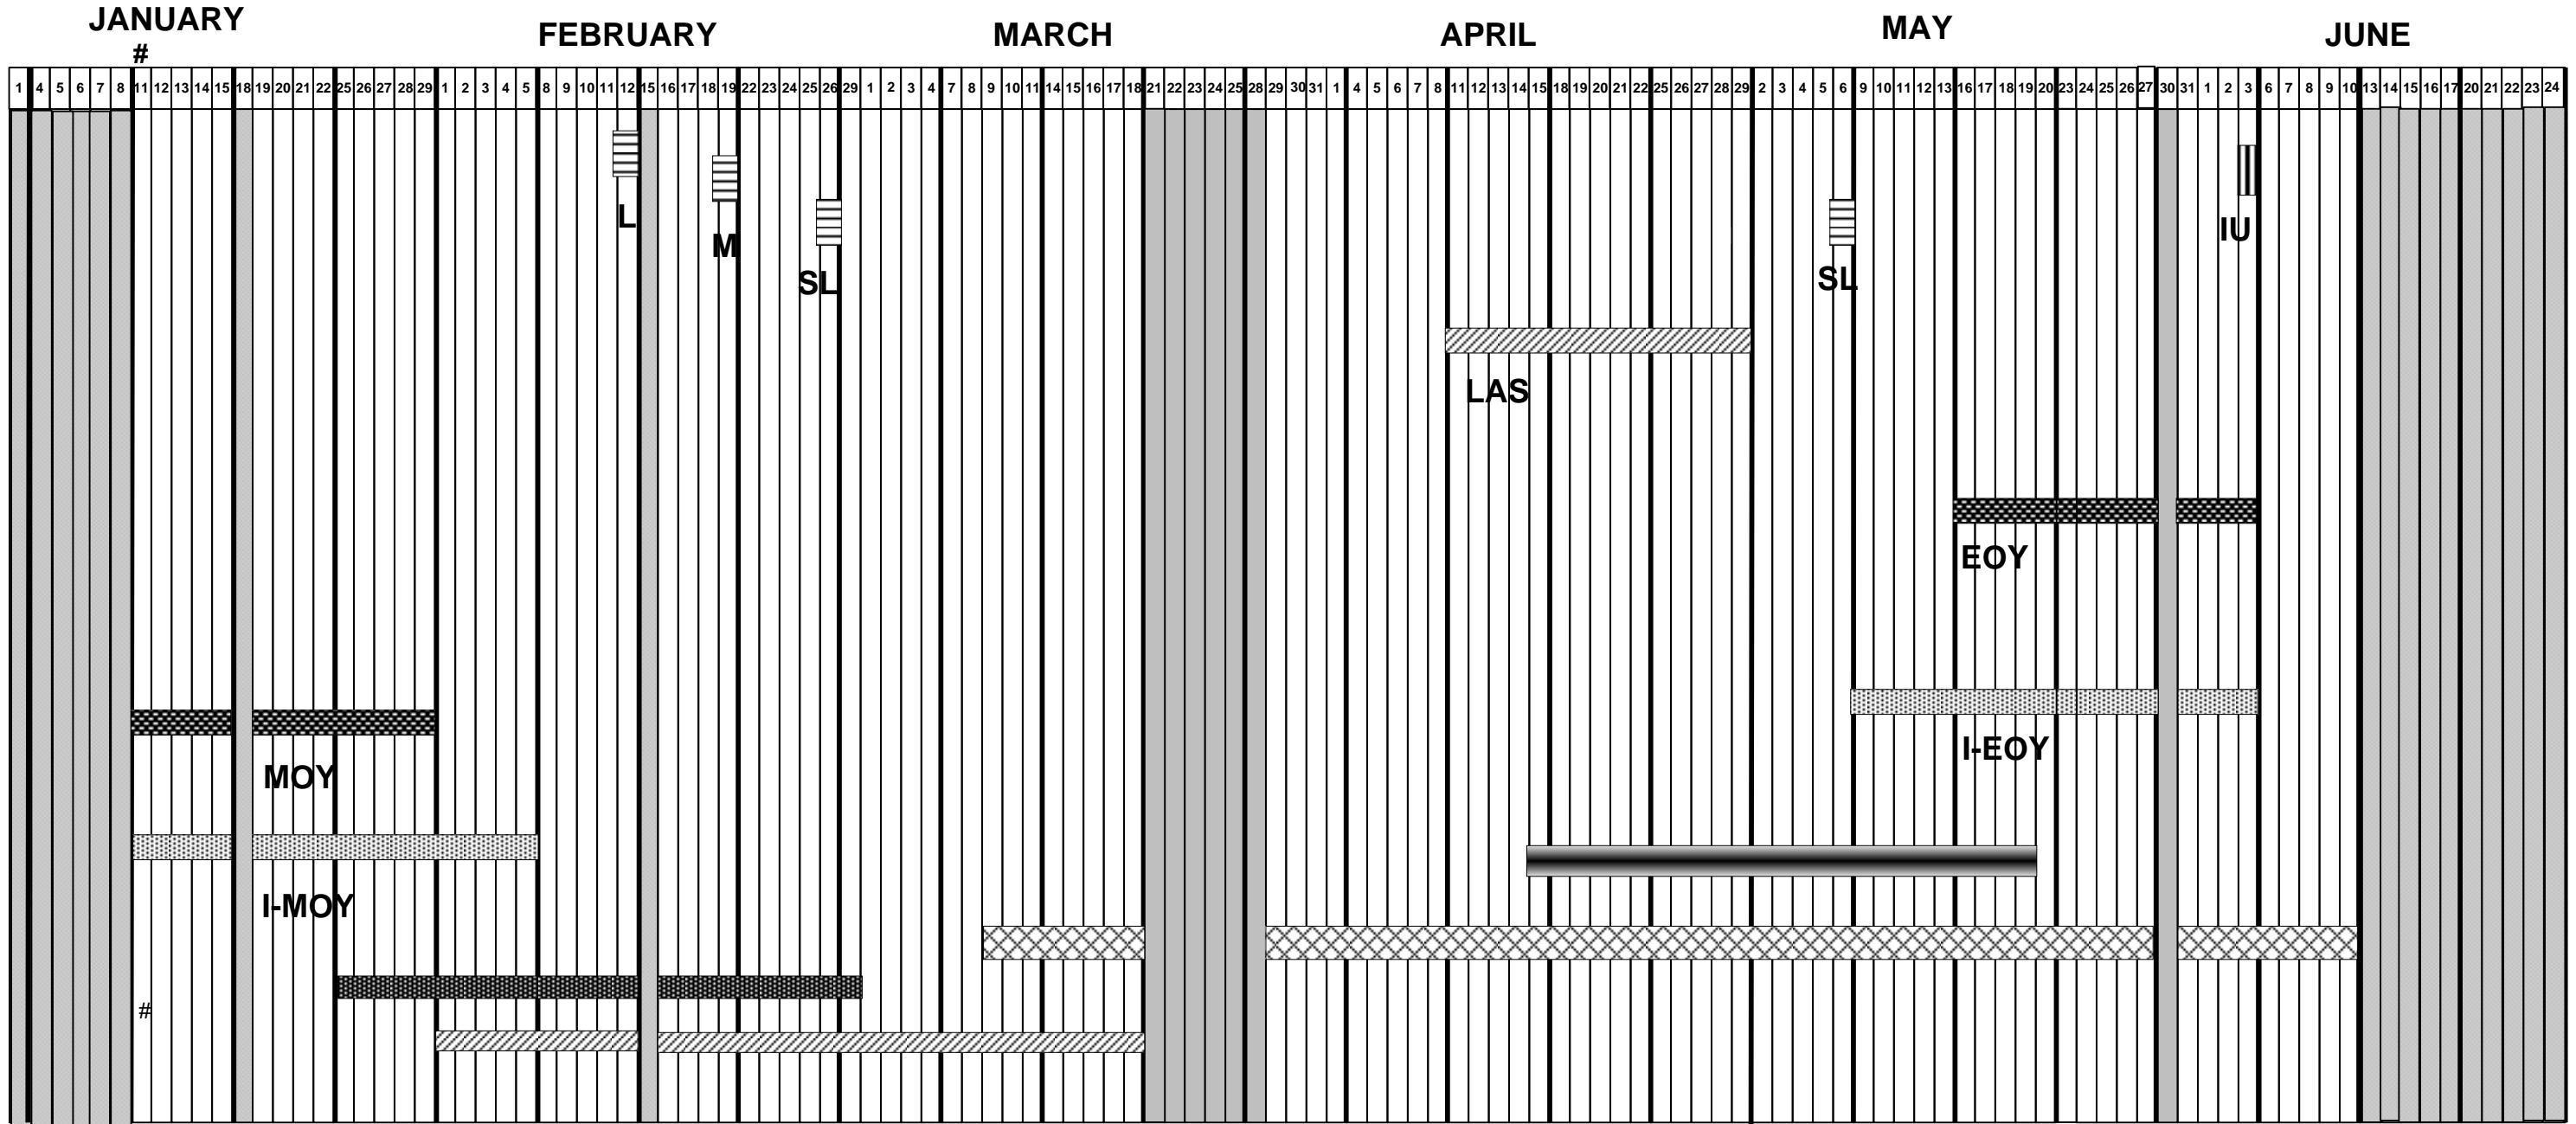 JANUARY FEBRUARY MARCH APRIL MAY JUNE
#
1 4 5 6 7 8 11 12 13 14 15 18 19 20 21 22 25 26 27 28 29 1 2 3 4 5 8 9 10 11 12 15 16 17 18 19 22 23 24 25 26 29 1 2 3 4 7 8 9 10 11 14 15 16 17 18 21 22 23 24 25 28 29 30 31 1 4 5 6 7 8 11 12 13 14 15 18 19 20 21 22 25 26 27 28 29 2 3 4 5 6 9 10 11 12 13 16 17 18 19 20 23 24 25 26 27 30 31 1 2 3 6 7 8 9 10 13 14 15 16 17 20 21 22 23 24
L
M
IU
SL SL
LAS
EOY
I-EOY
MOY
I-MOY
#